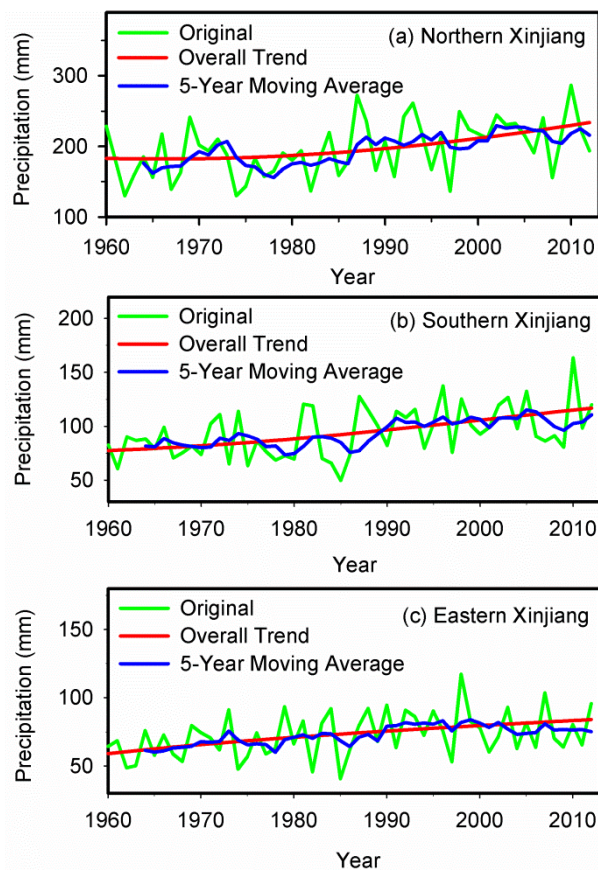 (a) Northern Xinjiang
Original
Overall Trend
5-Year Moving Average
Precipitation (mm)
300
200
100
1960 1970 1980 1990 2000 2010
Year
(b) Southern Xinjiang
Original
Overall Trend
5-Year Moving Average
Precipitation (mm)
200
150
100
50
1960 1970 1980 1990 2000 2010
Year
(c) Eastern Xinjiang
Original
Overall Trend
5-Year Moving Average
Precipitation (mm)
150
100
50
1960 1970 1980 1990 2000 2010
Year